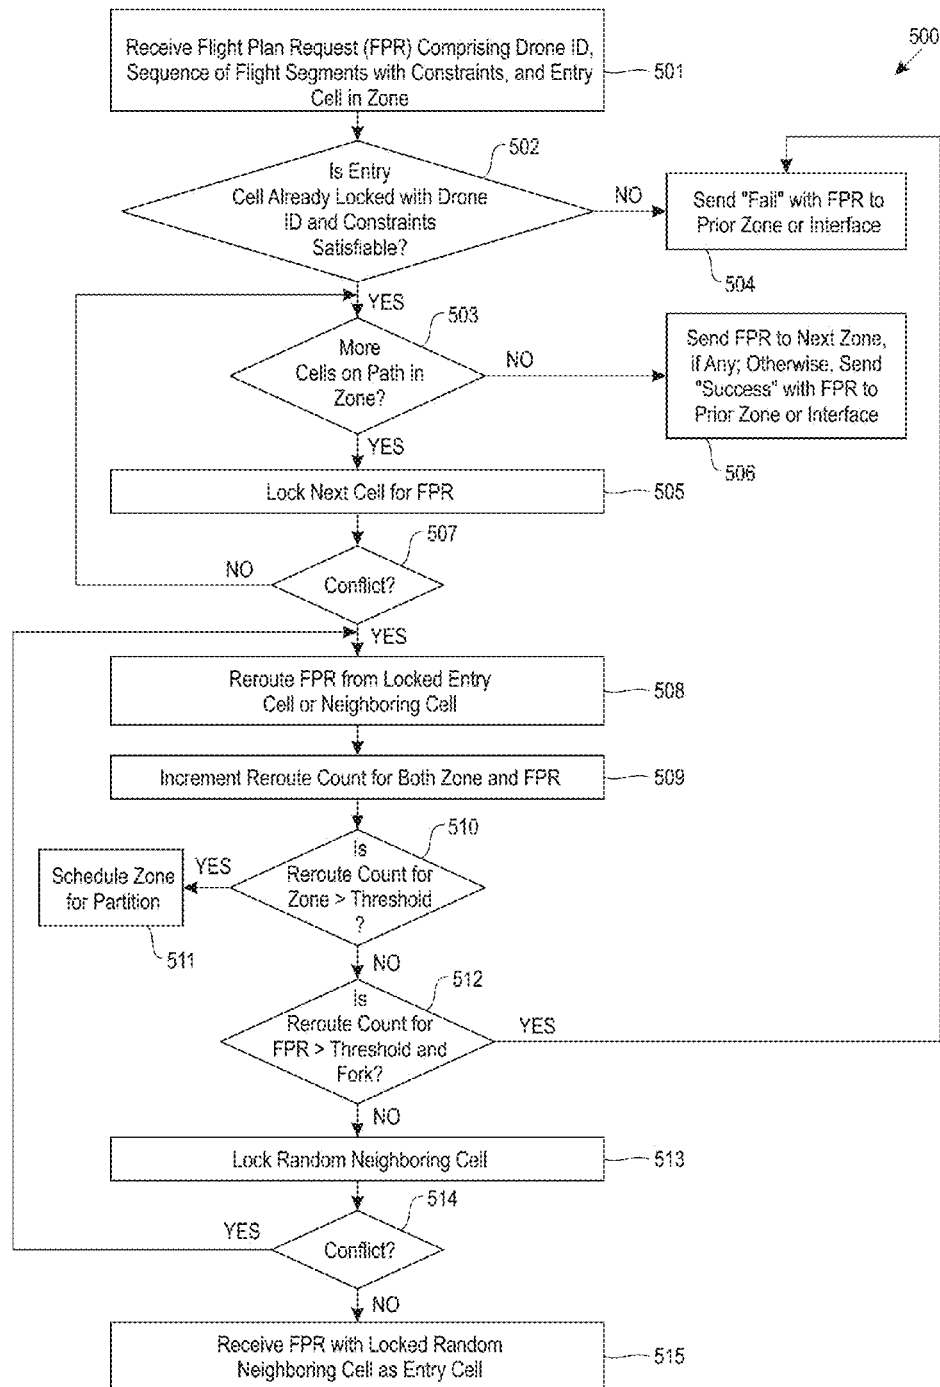 500
Receive Flight Plan Request (FPR) Comprising Drone ID,
Sequence of Flight Segments with Constraints, and Entry
Cell in Zone
501
502
Is Entry
Cell Already Locked with Drone
ID and Constraints
Satisfiable?
NO
Send "Fail" with FPR to
Prior Zone or Interface
504
YES
503
More
Cells on Path in
Zone?
NO
Send FPR to Next Zone,
if Any; Otherwise, Send
"Success" with FPR to
Prior Zone or Interface
506
YES
Lock Next Cell for FPR
505
507
NO
Conflict?
YES
Reroute FPR from Locked Entry
Cell or Neighboring Cell
508
Increment Reroute Count for Both Zone and FPR
509
510
Is
Reroute Count for
Zone > Threshold
?
YES
Schedule Zone
for Partition
511
NO
512
Is
Reroute Count for
FPR > Threshold and
Fork?
YES
NO
Lock Random Neighboring Cell
513
514
YES
Conflict?
NO
Receive FPR with Locked Random
Neighboring Cell as Entry Cell
515